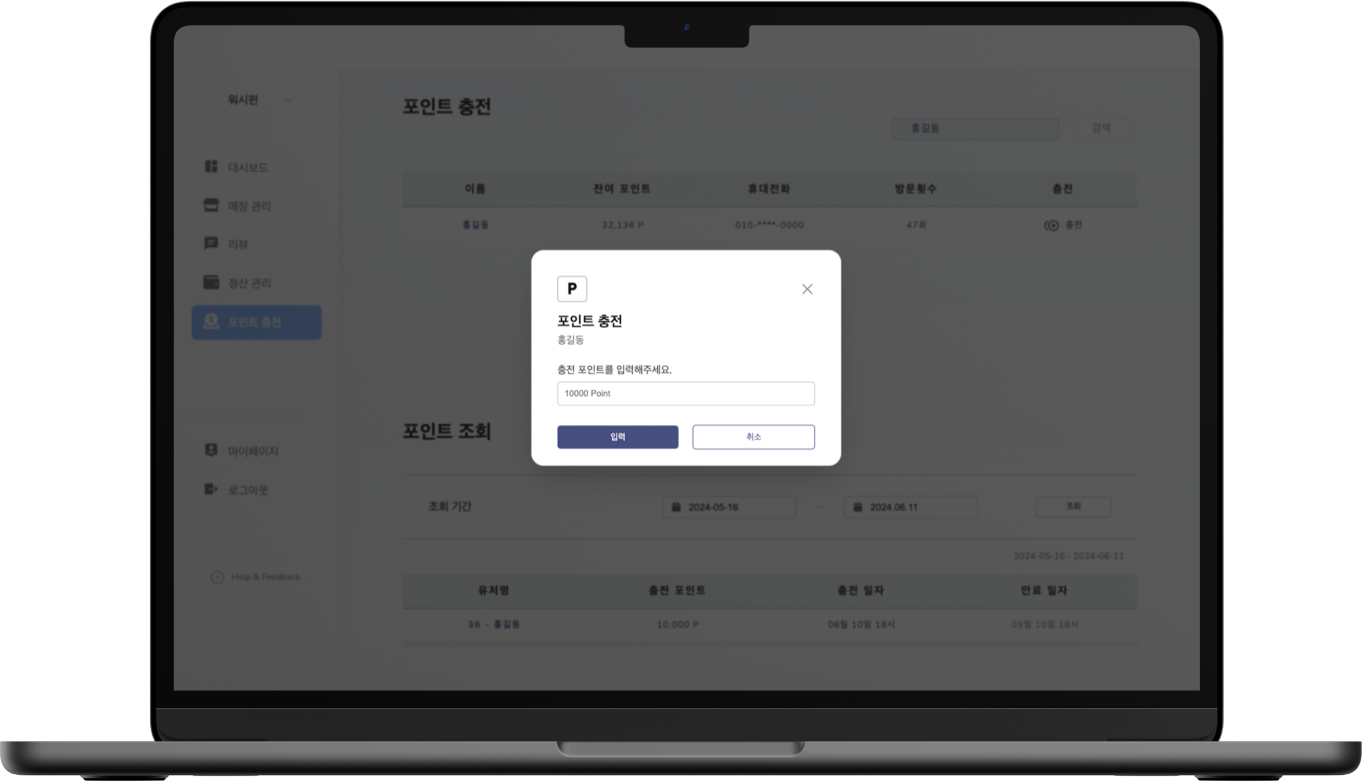 워시펀
대시보드
매장 관리
리뷰
정산 관리
포인트 충전
마이페이지
로그아웃
Help & Feedback
포인트 충전
홍길동 검색
이름 잔여 포인트 휴대전화 방문횟수 충전
홍길동 32,136 P 010-****-0000 47회 충전
P
포인트 충전
홍길동
충전 포인트를 입력해주세요.
10000 Point
입력 취소
포인트 조회
조회 기간 2024-05-16 — 2024.06.11 조회
2024-05-16 - 2024-06-11
유저명 충전 포인트 충전 일자 만료 일자
36 - 홍길동 10,000 P 06월 10일 18시 09월 10일 18시